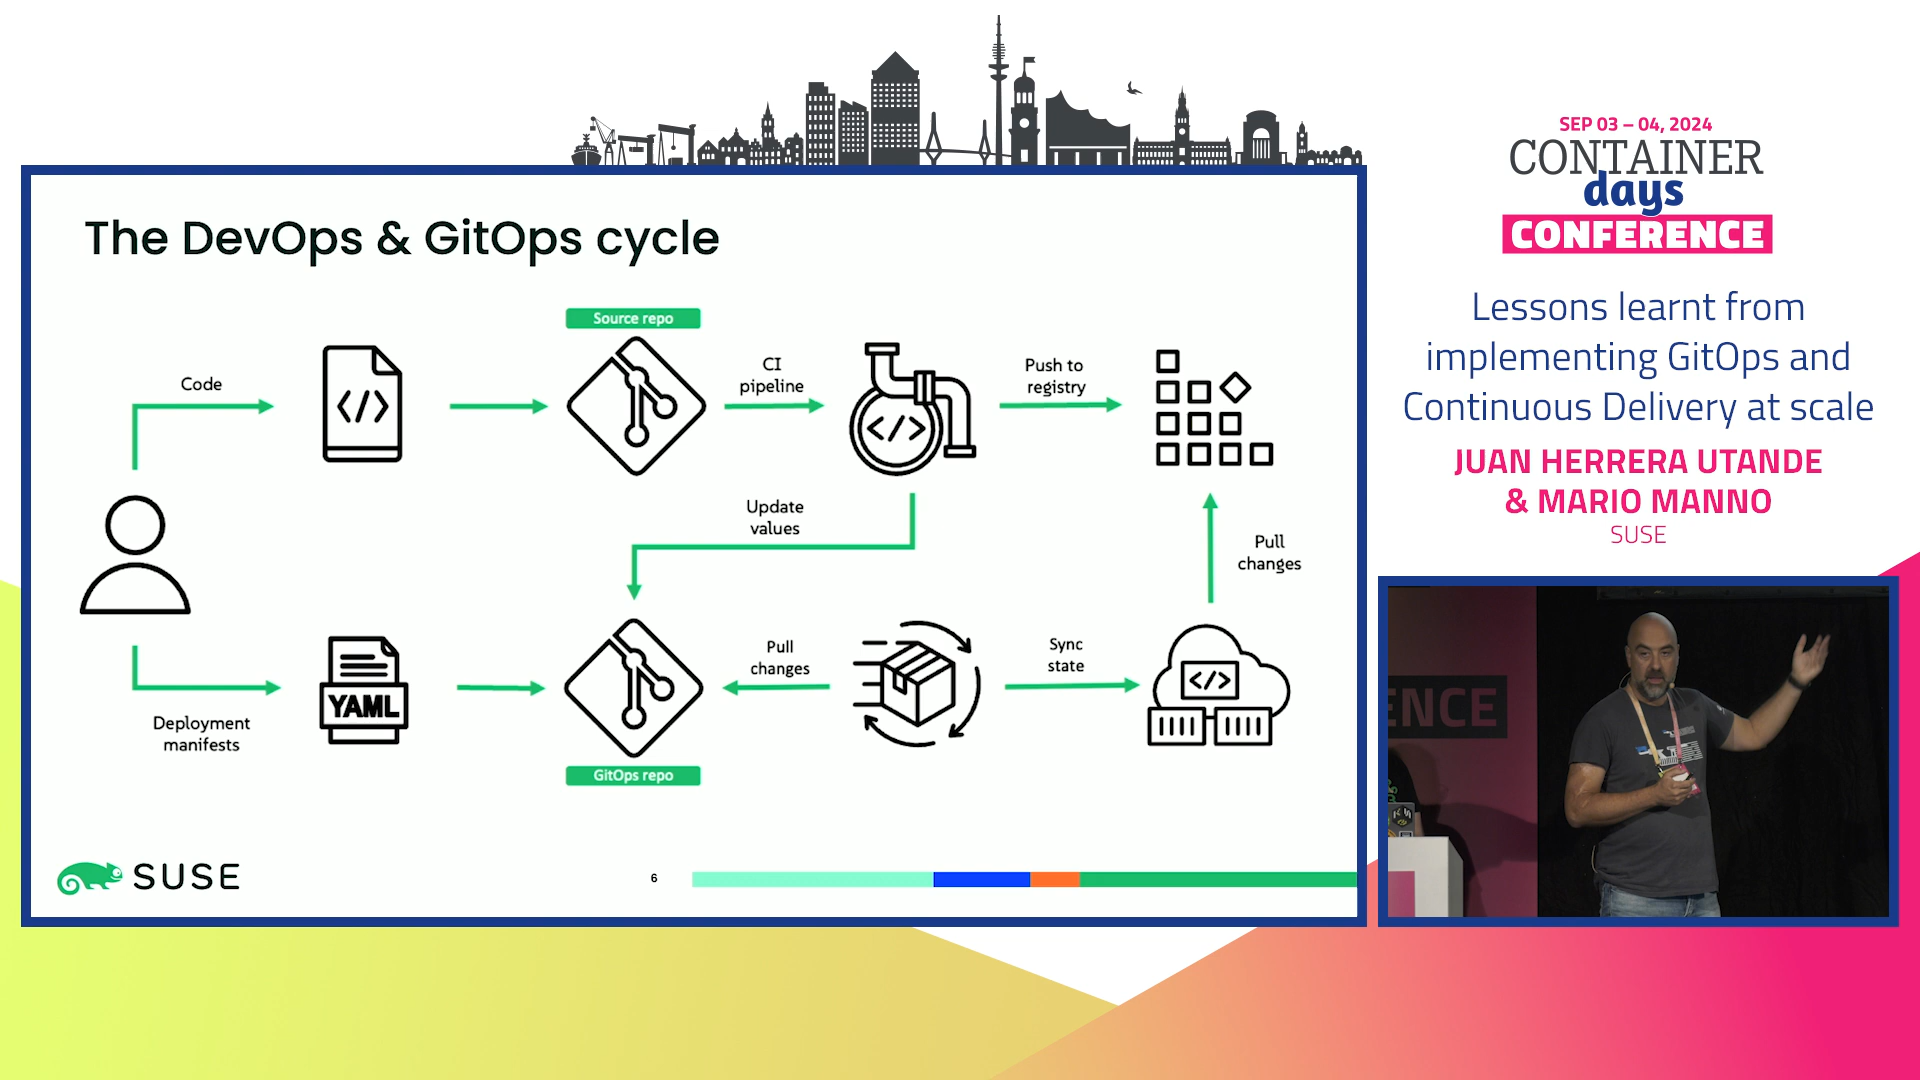 The DevOps & GitOps cycle
Source repo
Code
CI
pipeline
Push to
registry
</>
</>
Update
values
Pull
changes
Deployment
manifests
YAML
Pull
changes
Sync
state
</>
GitOps repo
SUSE
6
SEP 03 – 04, 2024
CONTAINER
days
CONFERENCE
Lessons learnt from
implementing GitOps and
Continuous Delivery at scale
JUAN HERRERA UTANDE
& MARIO MANNO
SUSE
ENCE